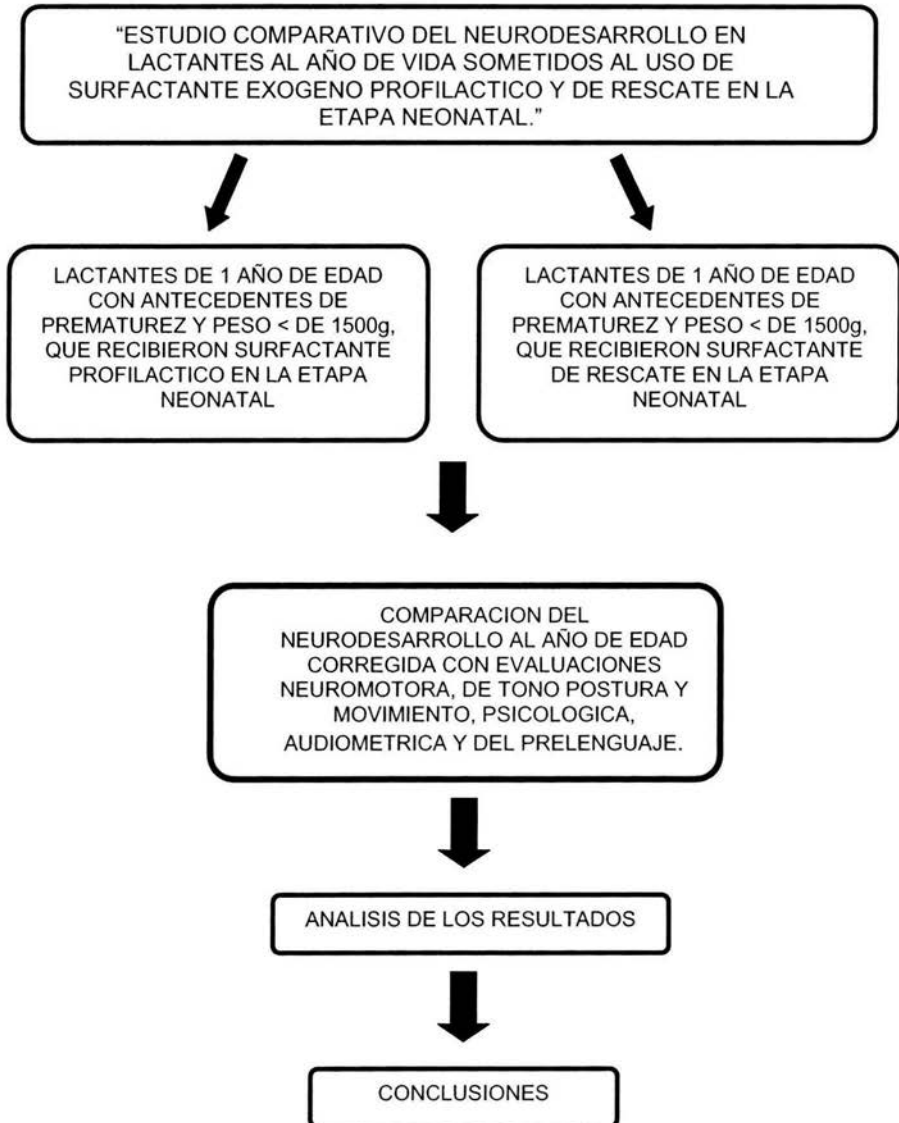 “ESTUDIO COMPARATIVO DEL NEURODESARROLLO EN
LACTANTES AL AÑO DE VIDA SOMETIDOS AL USO DE
SURFACTANTE EXOGENO PROFILACTICO Y DE RESCATE EN LA
ETAPA NEONATAL.”
LACTANTES DE 1 AÑO DE EDAD
CON ANTECEDENTES DE
PREMATUREZ Y PESO < DE 1500g,
QUE RECIBIERON SURFACTANTE
PROFILACTICO EN LA ETAPA
NEONATAL
LACTANTES DE 1 AÑO DE EDAD
CON ANTECEDENTES DE
PREMATUREZ Y PESO < DE 1500g,
QUE RECIBIERON SURFACTANTE
DE RESCATE EN LA ETAPA
NEONATAL
COMPARACION DEL
NEURODESARROLLO AL AÑO DE EDAD
CORREGIDA CON EVALUACIONES
NEUROMOTORA, DE TONO POSTURA Y
MOVIMIENTO, PSICOLOGICA,
AUDIOMETRICA Y DEL PRELENGUAJE.
ANALISIS DE LOS RESULTADOS
CONCLUSIONES